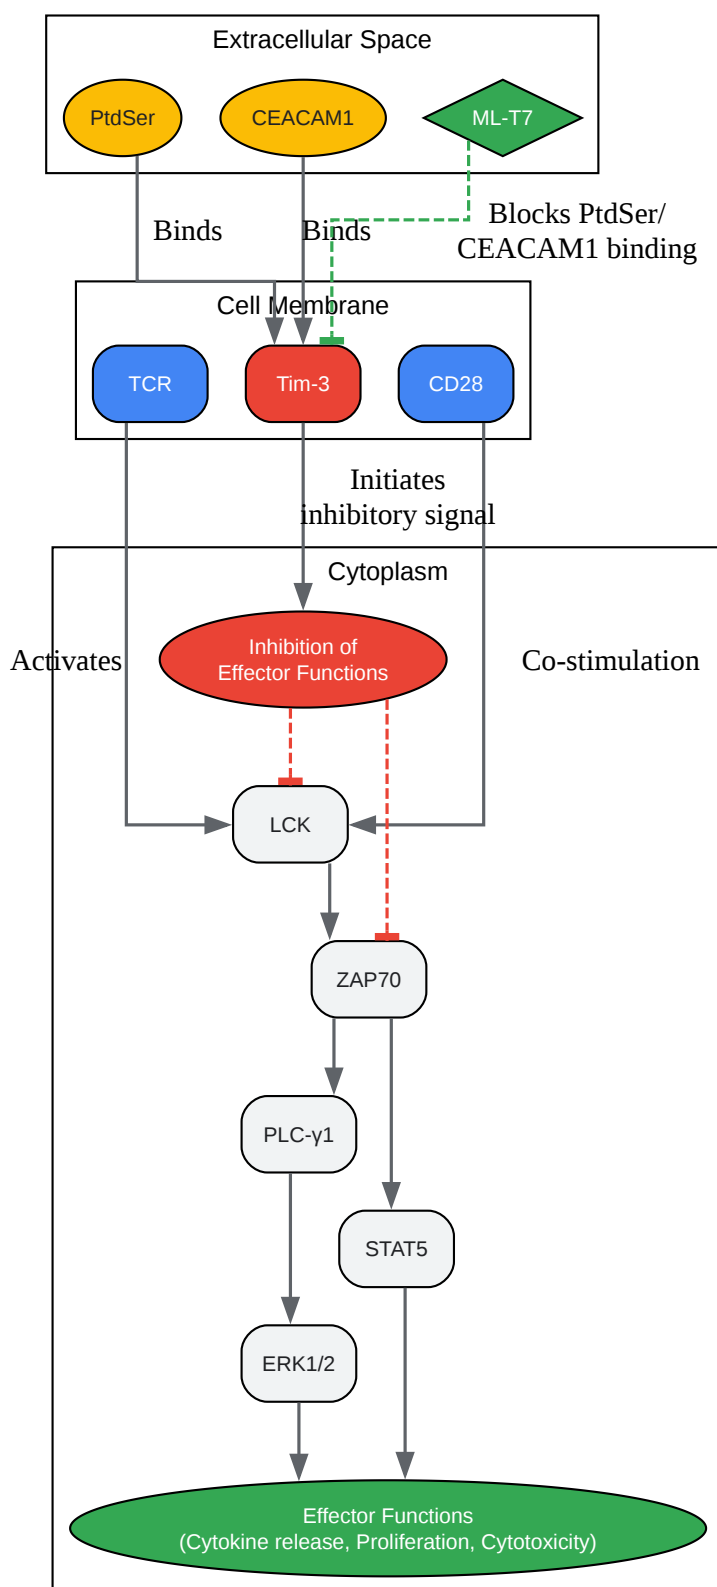 Extracellular Space
PtdSer
CEACAM1
ML-T7
Binds
Binds
Blocks PtdSer/
CEACAM1 binding
Cell Membrane
TCR
Tim-3
CD28
Initiates
inhibitory signal
Cytoplasm
Inhibition of
Effector Functions
Activates
Co-stimulation
LCK
ZAP70
PLC-γ1
STAT5
ERK1/2
Effector Functions
(Cytokine release, Proliferation, Cytotoxicity)